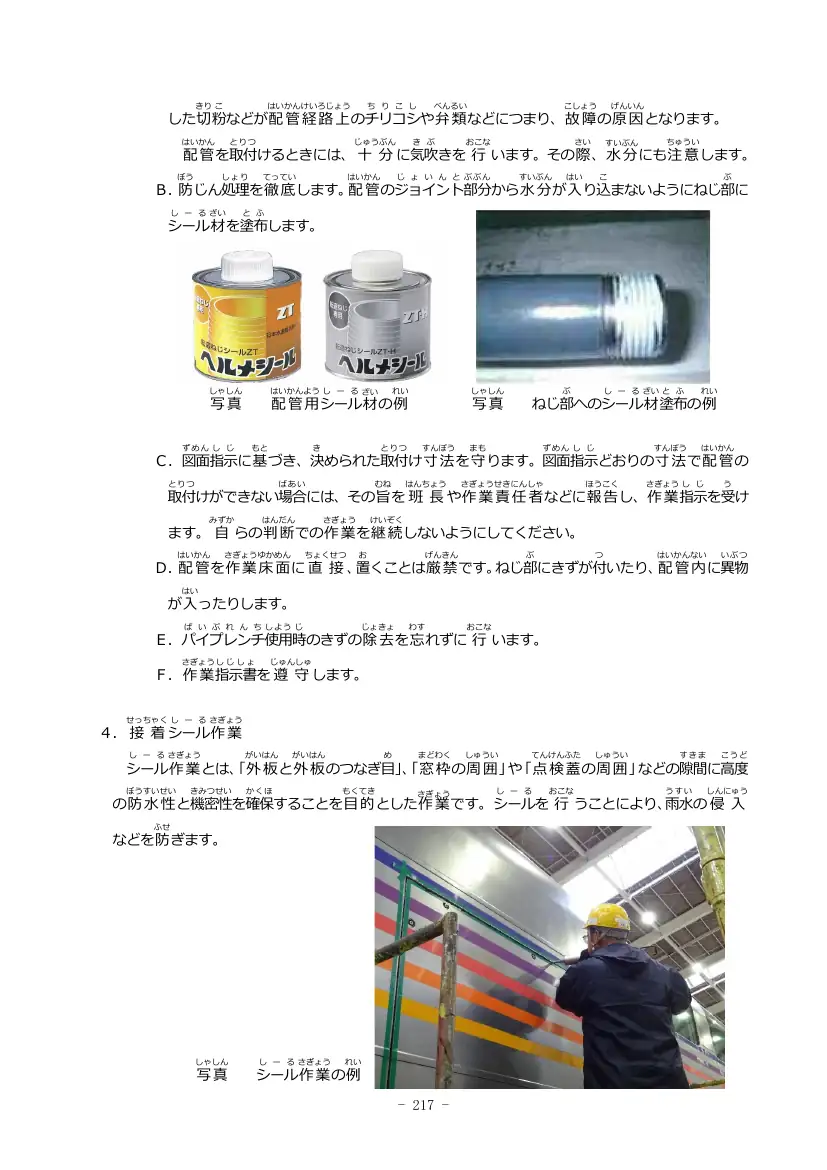 した切粉などが配管経路上のチリコシや弁類などにつまり、故障の原因となります。
配管を取付けるときには、十分に気吹きを行います。その際、水分にも注意します。
B. 防じん処理を徹底します。配管のジョイント部分から水分が入り込まないようにねじ部に
シール材を塗布します。
ZT
転造ねじシールZT
ヘルメシール
ZT-H
転造ねじシールZT-H
ヘルメシール
写真 配管用シール材の例
写真 ねじ部へのシール材塗布の例
C. 図面指示に基づき、決められた取付け寸法を守ります。図面指示どおりの寸法で配管の
取付けができない場合には、その旨を班長や作業責任者などに報告し、作業指示を受け
ます。自らの判断での作業を継続しないようにしてください。
D. 配管を作業床面に直接、置くことは厳禁です。ねじ部にきずが付いたり、配管内に異物
が入ったりします。
E. パイプレンチ使用時のきずの除去を忘れずに行います。
F. 作業指示書を遵守します。
4. 接着シール作業
シール作業とは、「外板と外板のつなぎ目」、「窓枠の周囲」や「点検蓋の周囲」などの隙間に高度
の防水性と機密性を確保することを目的とした作業です。シールを行うことにより、雨水の侵入
などを防ぎます。
写真 シール作業の例
- 217 -